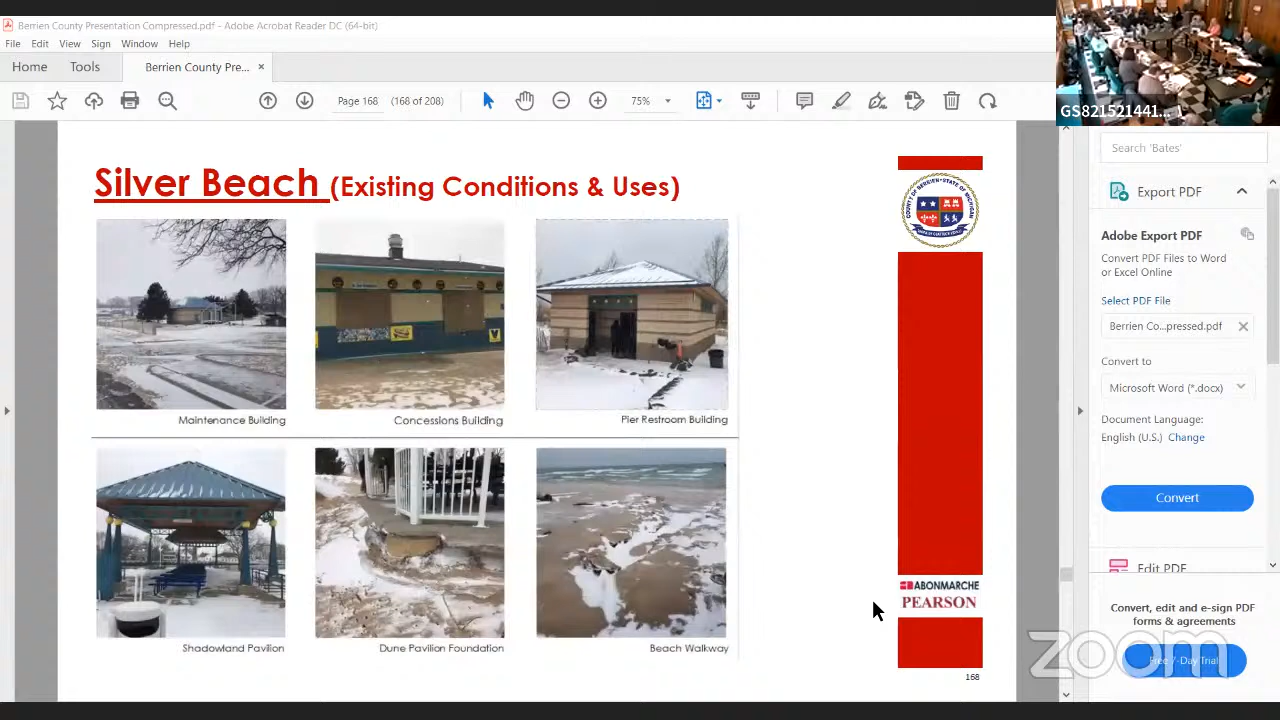 Berrien County Presentation Compressed.pdf - Adobe Acrobat Reader DC (64-bit)
File Edit View Sign Window Help
Home Tools Berrien County Pre... ×
Page 168 (168 of 208) 75%
GS821521441...
Search 'Bates'
Export PDF
Adobe Export PDF
Convert PDF Files to Word
or Excel Online
Select PDF File
Berrien Co...pressed.pdf
Convert to
Microsoft Word (*.docx)
Document Language:
English (U.S.) Change
Convert
Edit PDF
Convert, edit and e-sign PDF
forms & agreements
Free 7-Day Trial
zoom
Silver Beach (Existing Conditions & Uses)
Maintenance Building
Concessions Building
Pier Restroom Building
Shadowland Pavilion
Dune Pavilion Foundation
Beach Walkway
ABONMARCHE
PEARSON
168